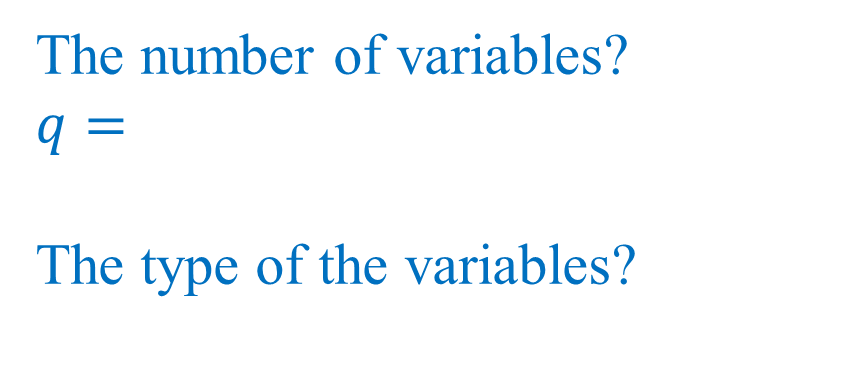 The number of variables?
q =
The type of the variables?